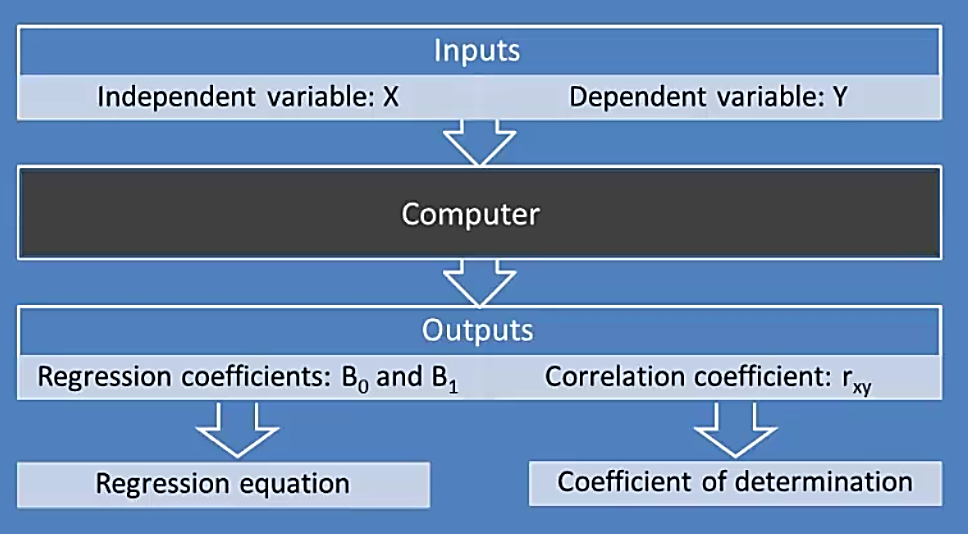 Inputs
Independent variable: X
Dependent variable: Y
Computer
Outputs
Regression coefficients: B₀ and B₁
Correlation coefficient: rₓᵧ
Regression equation
Coefficient of determination